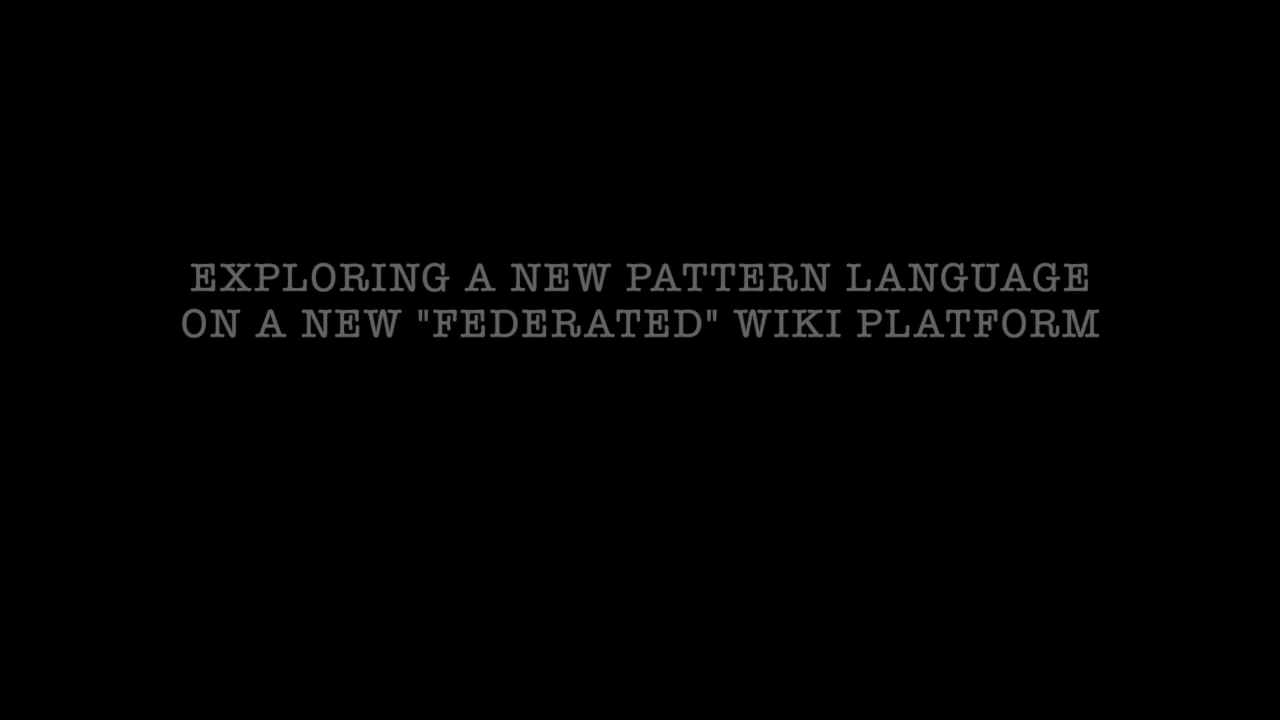 EXPLORING A NEW PATTERN LANGUAGE
ON A NEW "FEDERATED" WIKI PLATFORM